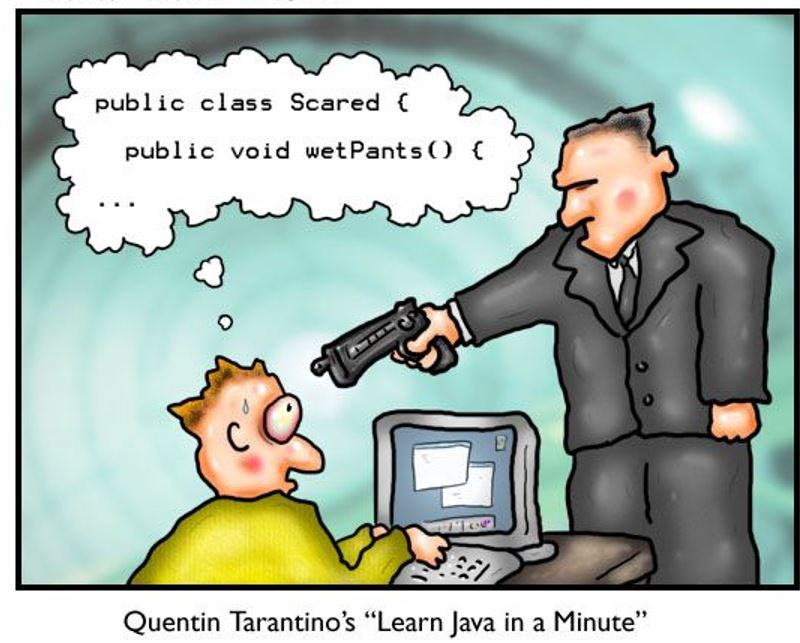 public class Scared {
public void wetPants() {
...
Quentin Tarantino's “Learn Java in a Minute”